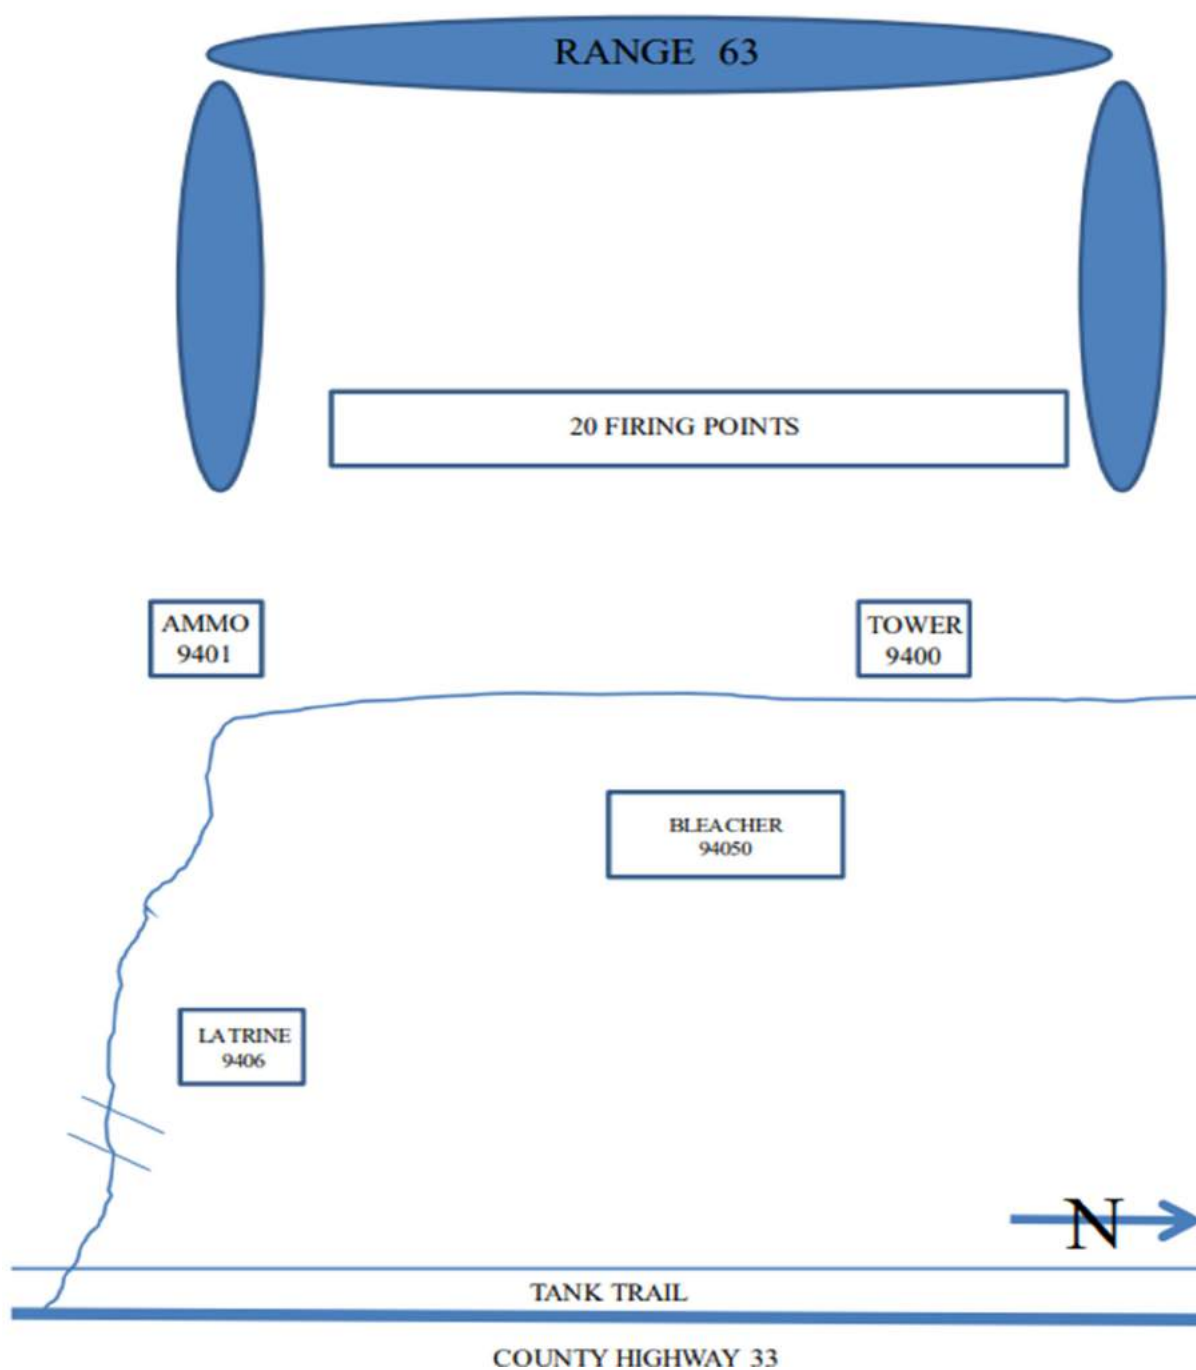 RANGE 63
20 FIRING POINTS
AMMO
9401
TOWER
9400
BLEACHER
94050
LATRINE
9406
N
TANK TRAIL
COUNTY HIGHWAY 33